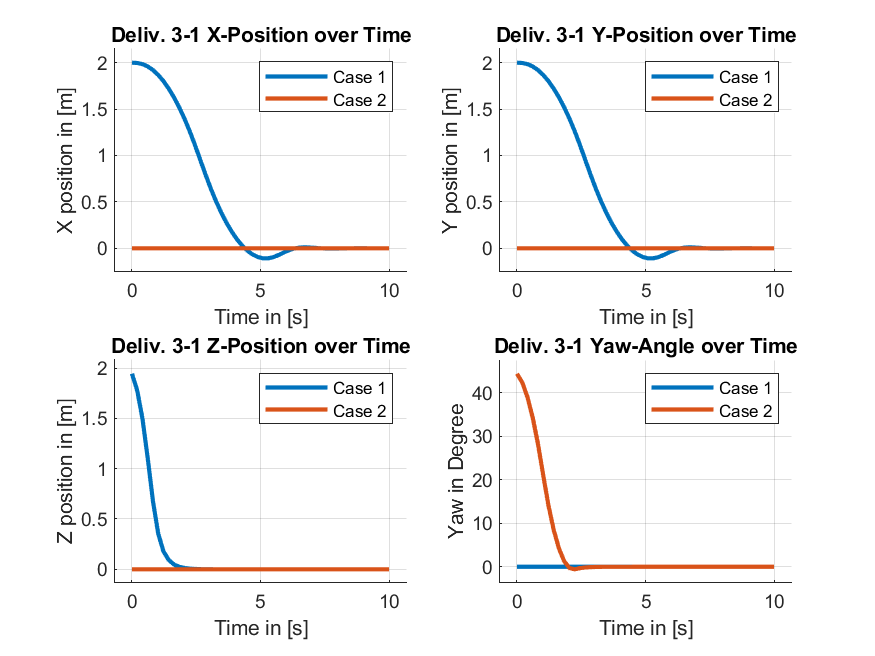 Deliv. 3-1 X-Position over Time
X position in [m]
2
1.5
1
0.5
0
Case 1
Case 2
0
5
10
Time in [s]
Deliv. 3-1 Y-Position over Time
Y position in [m]
2
1.5
1
0.5
0
Case 1
Case 2
0
5
10
Time in [s]
Deliv. 3-1 Z-Position over Time
Z position in [m]
2
1.5
1
0.5
0
Case 1
Case 2
0
5
10
Time in [s]
Deliv. 3-1 Yaw-Angle over Time
Yaw in Degree
40
30
20
10
0
Case 1
Case 2
0
5
10
Time in [s]